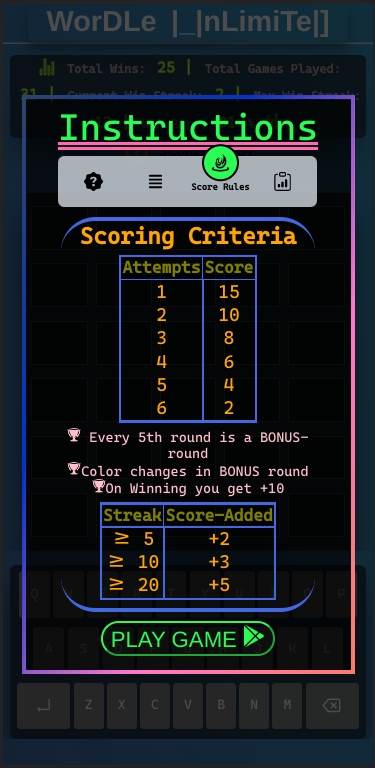 WorDLe |_|nLimiTe|]
Total Wins: 25 | Total Games Played:
31 | Current Win Streak: 2 | Max Win Streak:
Instructions
Score Rules
Scoring Criteria
Attempts Score
1 15
2 10
3 8
4 6
5 4
6 2
Every 5th round is a BONUS-
round
Color changes in BONUS round
On Winning you get +10
Streak Score-Added
≥ 5 +2
≥ 10 +3
≥ 20 +5
PLAY GAME
Q P
A S K L
Z X C V B N M